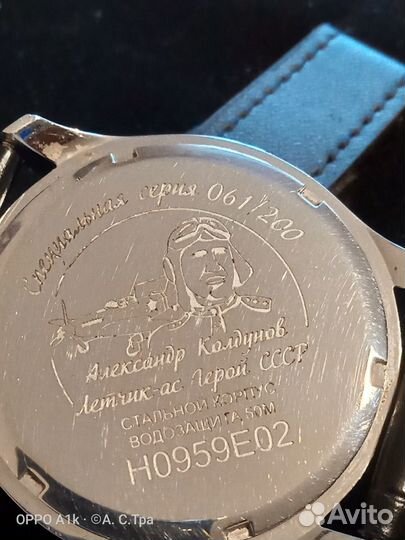 Специальная серия 061/200
Александр Колдунов
Летчик-ас Герой СССР
СТАЛЬНОЙ КОРПУС
ВОДОЗАЩИТА, 50М
H0959E02
OPPO A1k · ©А. С.Тра
Avito